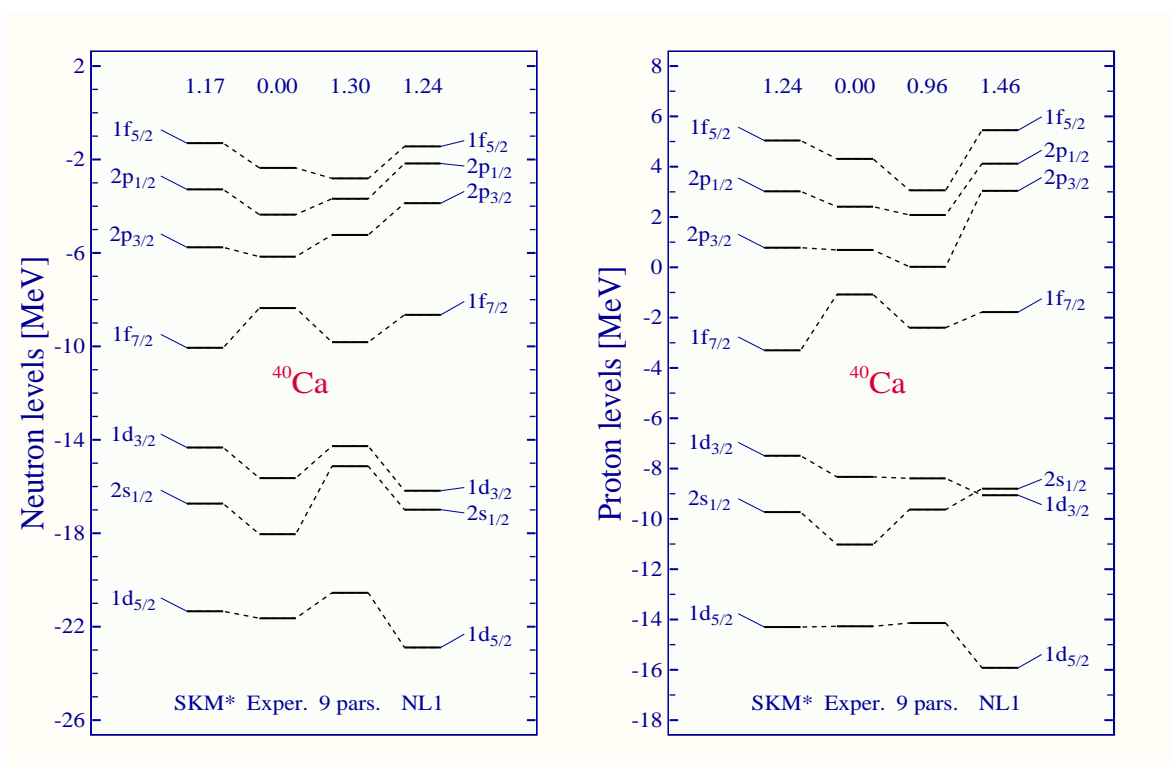 Neutron levels [MeV]
2
-2
-6
-10
-14
-18
-22
-26
1.17 0.00 1.30 1.24
1f5/2
2p1/2
2p3/2
1f7/2
1d3/2
2s1/2
1d5/2
40Ca
1f5/2
2p1/2
2p3/2
1f7/2
1d3/2
2s1/2
1d5/2
SKM* Exper. 9 pars. NL1
Proton levels [MeV]
8
6
4
2
0
-2
-4
-6
-8
-10
-12
-14
-16
-18
1.24 0.00 0.96 1.46
1f5/2
2p1/2
2p3/2
1f7/2
1d3/2
2s1/2
1d5/2
40Ca
1f5/2
2p1/2
2p3/2
1f7/2
2s1/2
1d3/2
1d5/2
SKM* Exper. 9 pars. NL1